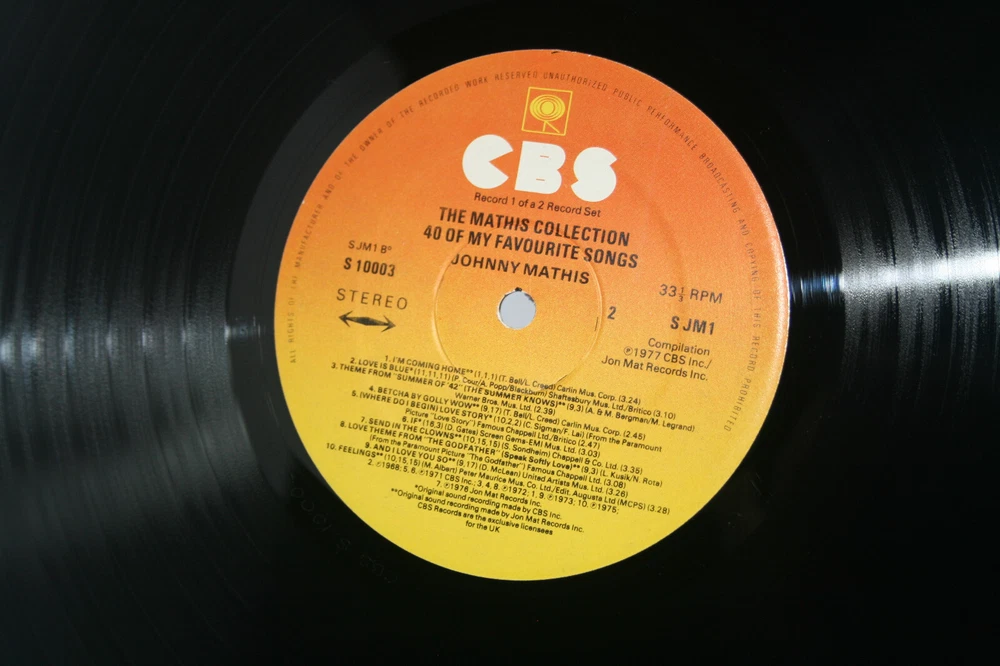 ALL RIGHTS OF THE MANUFACTURER AND OF THE OWNER OF THE RECORDED WORK RESERVED UNAUTHORIZED PUBLIC PERFORMANCE BROADCASTING AND COPYING OF THIS RECORD PROHIBITED
CBS
Record 1 of a 2 Record Set
THE MATHIS COLLECTION
40 OF MY FAVOURITE SONGS
JOHNNY MATHIS
SJM1 B°
S 10003
STEREO
33⅓ RPM
2
SJM1
Compilation
℗1977 CBS Inc./
Jon Mat Records Inc.
1. I'M COMING HOME** (1,1,1) (T. Bell/L. Creed) Carlin Mus. Corp. (3.24)
2. LOVE IS BLUE* (11,11,11) (P. Cour/A. Popp/Blackburn) Shaftesbury Mus. Ltd./Britico (3.10)
3. THEME FROM "SUMMER OF '42" (THE SUMMER KNOWS)** (9,3) (A. & M. Bergman/M. Legrand)
Warner Bros. Mus. Ltd. (2.39)
4. BETCHA BY GOLLY WOW** (9,17) (T. Bell/L. Creed) Carlin Mus. Corp. (2.45)
5. (WHERE DO I BEGIN) LOVE STORY* (10,2,2) (C. Sigman/F. Lai) (From the Paramount
Picture "Love Story") Famous Chappell Ltd./Britico (2.47)
6. IF* (16,3) (D. Gates) Screen Gems-EMI Mus. Ltd. (3.03)
7. SEND IN THE CLOWNS** (10,15,15) (S. Sondheim) Chappell & Co. Ltd. (3.35)
8. LOVE THEME FROM "THE GODFATHER" (Speak Softly Love)** (9,3) (L. Kusik/N. Rota)
(From the Paramount Picture "The Godfather") Famous Chappell Ltd. (3.08)
9. AND I LOVE YOU SO** (9,17) (D. McLean) United Artists Mus. Ltd. (3.26)
10. FEELINGS** (10,15,15) (M. Albert) Peter Maurice Mus. Co. Ltd./Edit. Augusta Ltd (MCPS) (3.28)
2. ℗1968; 5, 6, ℗1971 CBS Inc.; 3, 4, 8, ℗1972; 1, 9, ℗1973; 10, ℗1975;
7, ℗1976 Jon Mat Records Inc.
*Original sound recording made by CBS Inc.
**Original sound recording made by Jon Mat Records Inc.
CBS Records are the exclusive licensees
for the UK